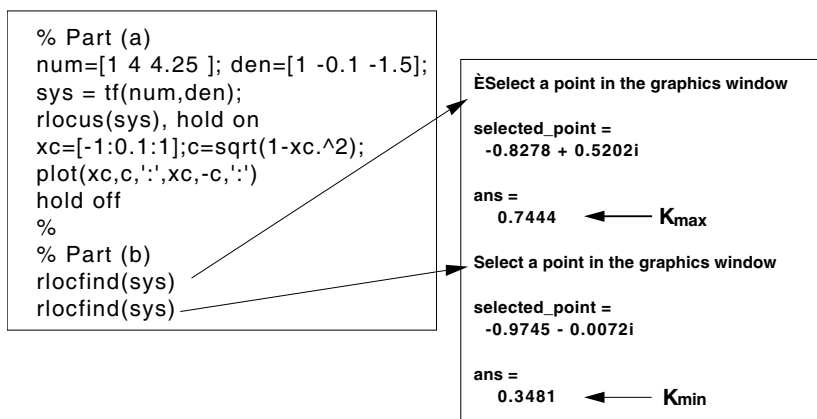 % Part (a)
num=[1 4 4.25 ]; den=[1 -0.1 -1.5];
sys = tf(num,den);
rlocus(sys), hold on
xc=[-1:0.1:1];c=sqrt(1-xc.^2);
plot(xc,c,':',xc,-c,':')
hold off
%
% Part (b)
rlocfind(sys)
rlocfind(sys)
ÈSelect a point in the graphics window
selected_point =
-0.8278 + 0.5202i
ans =
0.7444 Kmax
Select a point in the graphics window
selected_point =
-0.9745 - 0.0072i
ans =
0.3481 Kmin